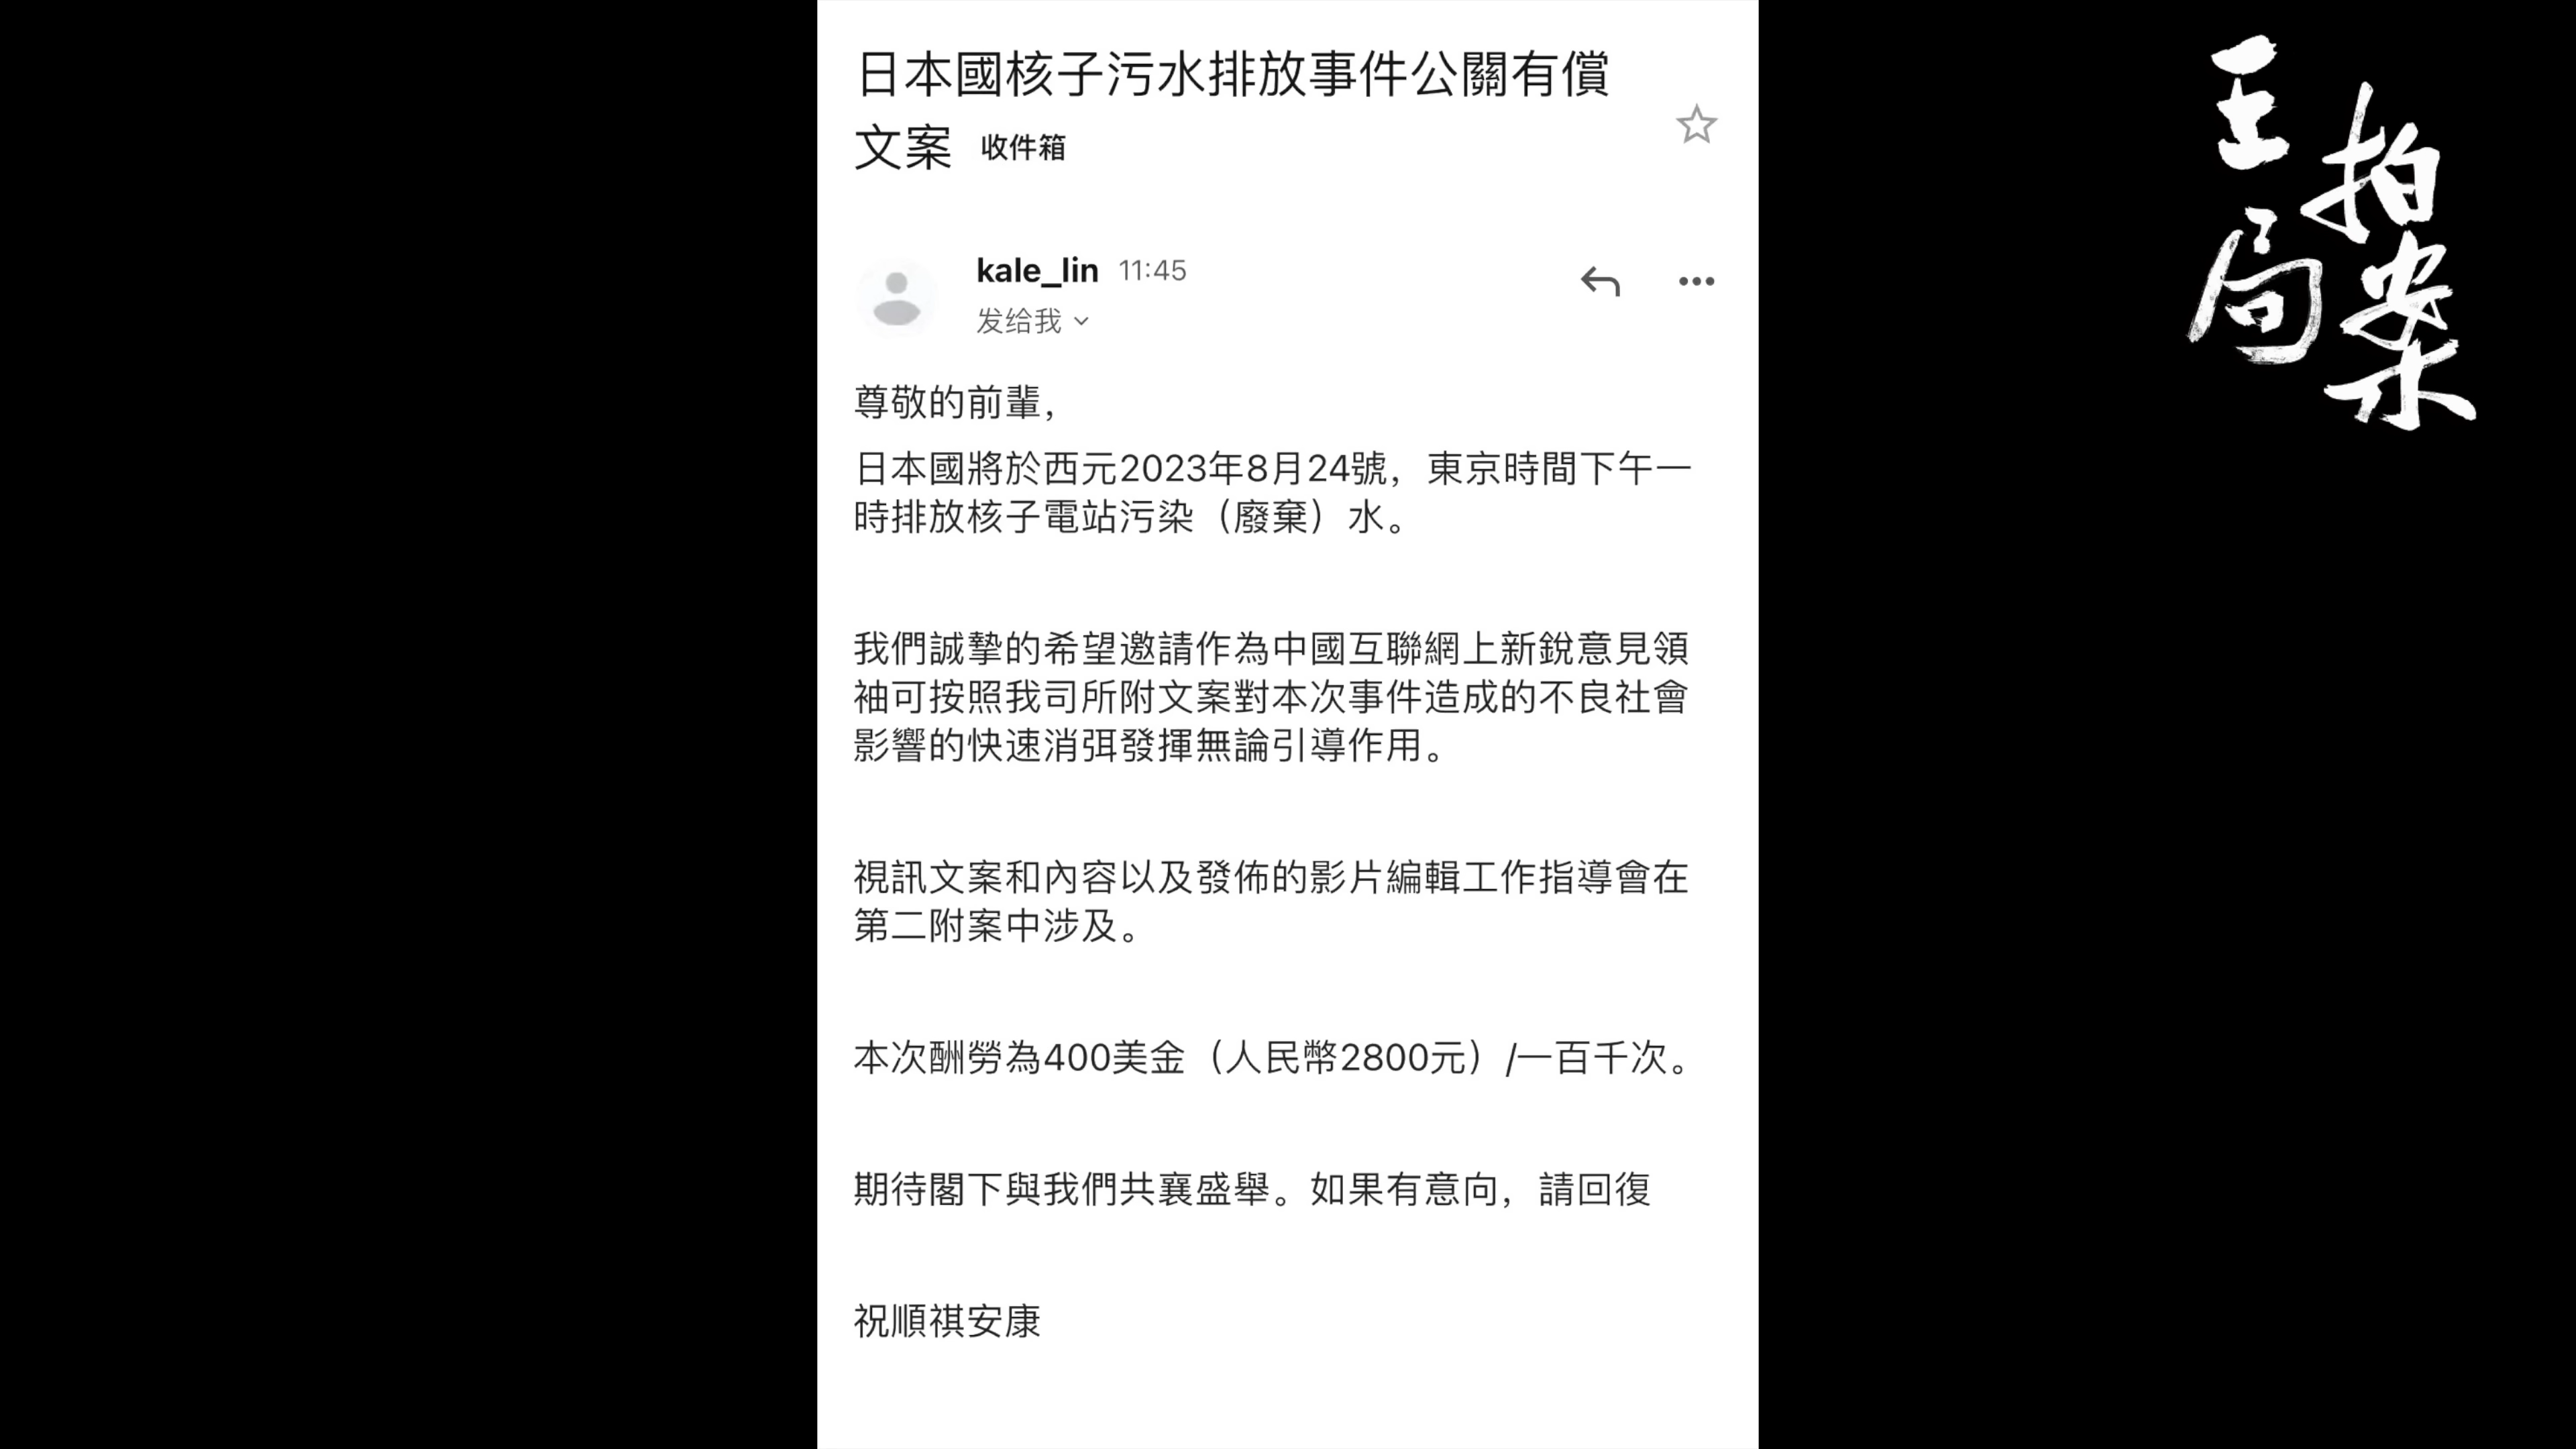 日本國核子污水排放事件公關有償
文案 收件箱
kale_lin 11:45
发给我
尊敬的前輩，
日本國將於西元2023年8月24號，東京時間下午一
時排放核子電站污染（廢棄）水。
我們誠摯的希望邀請作為中國互聯網上新銳意見領
袖可按照我司所附文案對本次事件造成的不良社會
影響的快速消弭發揮無論引導作用。
視訊文案和內容以及發佈的影片編輯工作指導會在
第二附案中涉及。
本次酬勞為400美金（人民幣2800元）/一百千次。
期待閣下與我們共襄盛舉。如果有意向，請回復
祝順祺安康
王局
拍案